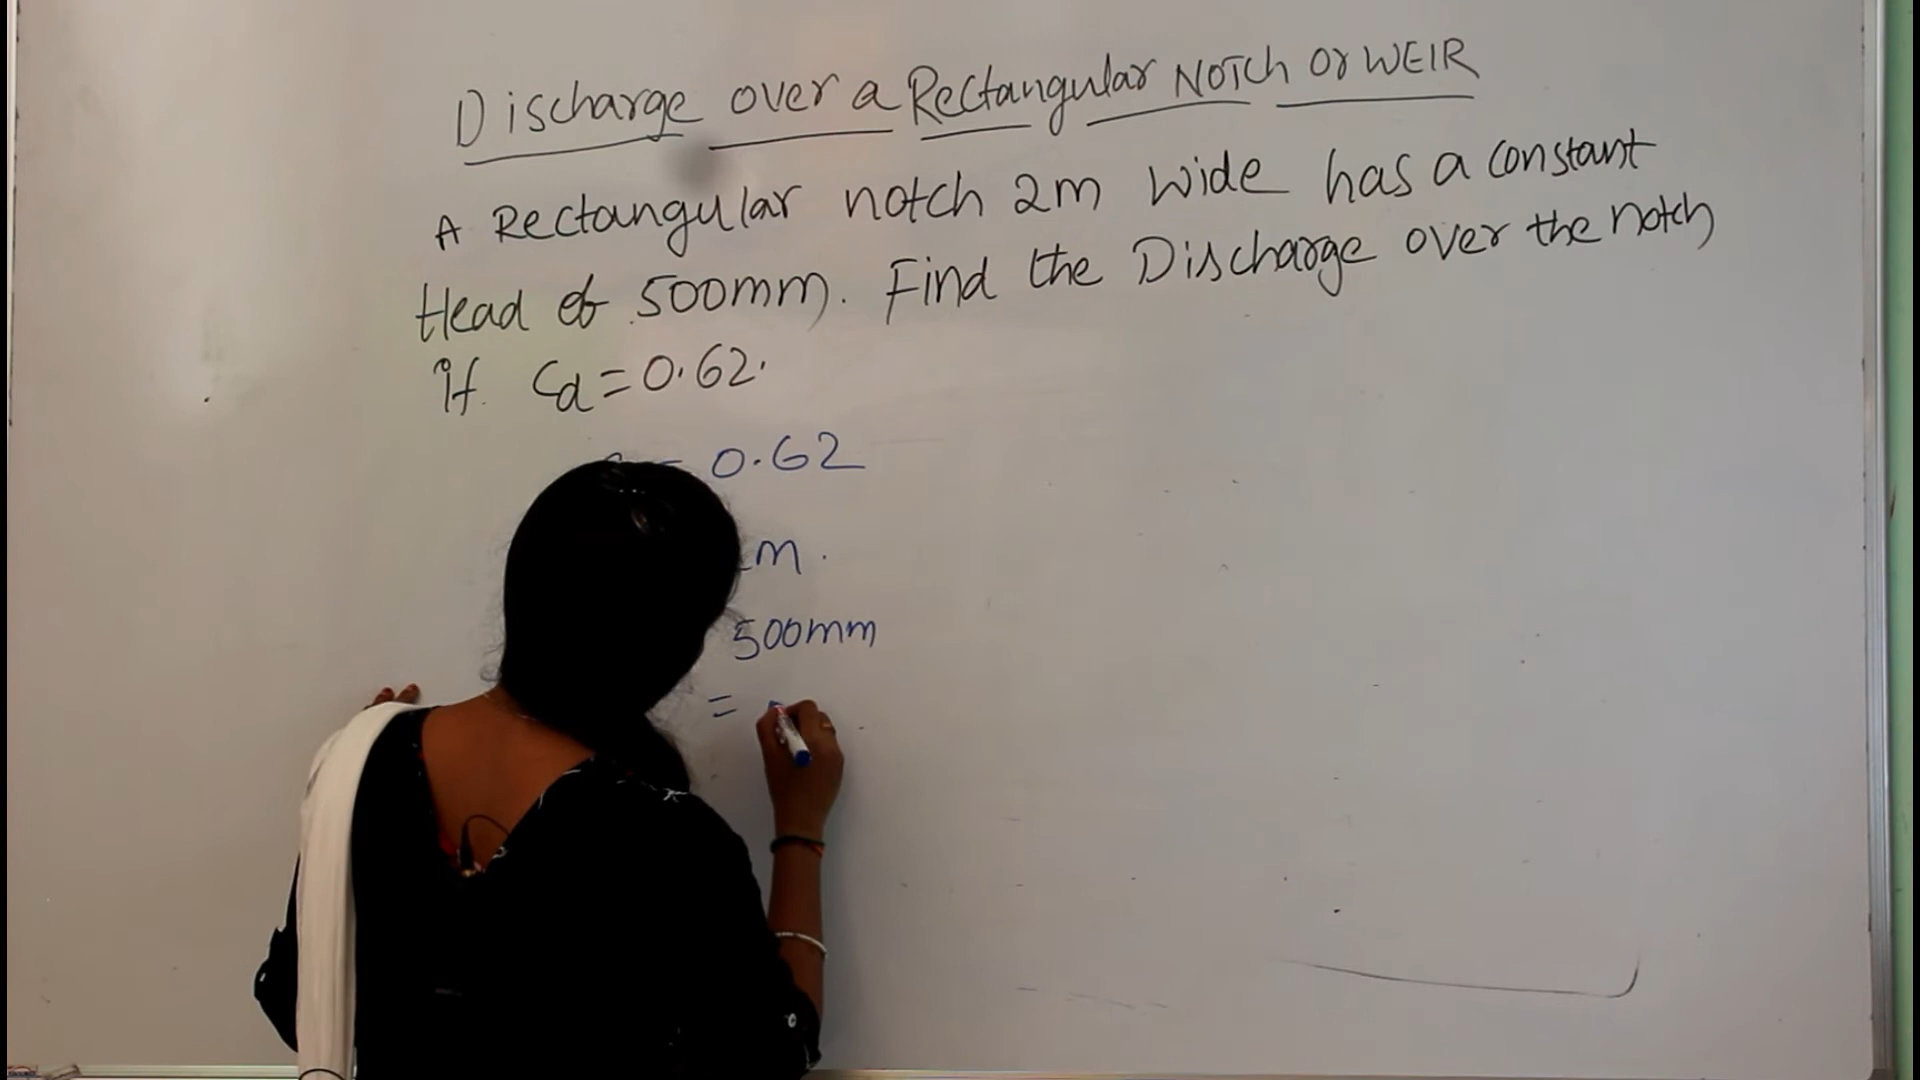 Discharge over a Rectangular NOTCh Or WEIR
A Rectangular notch 2m wide has a constant
Head of 500mm. Find the Discharge over the notch
If Cd = 0.62.
= 0.62
m.
500mm
=